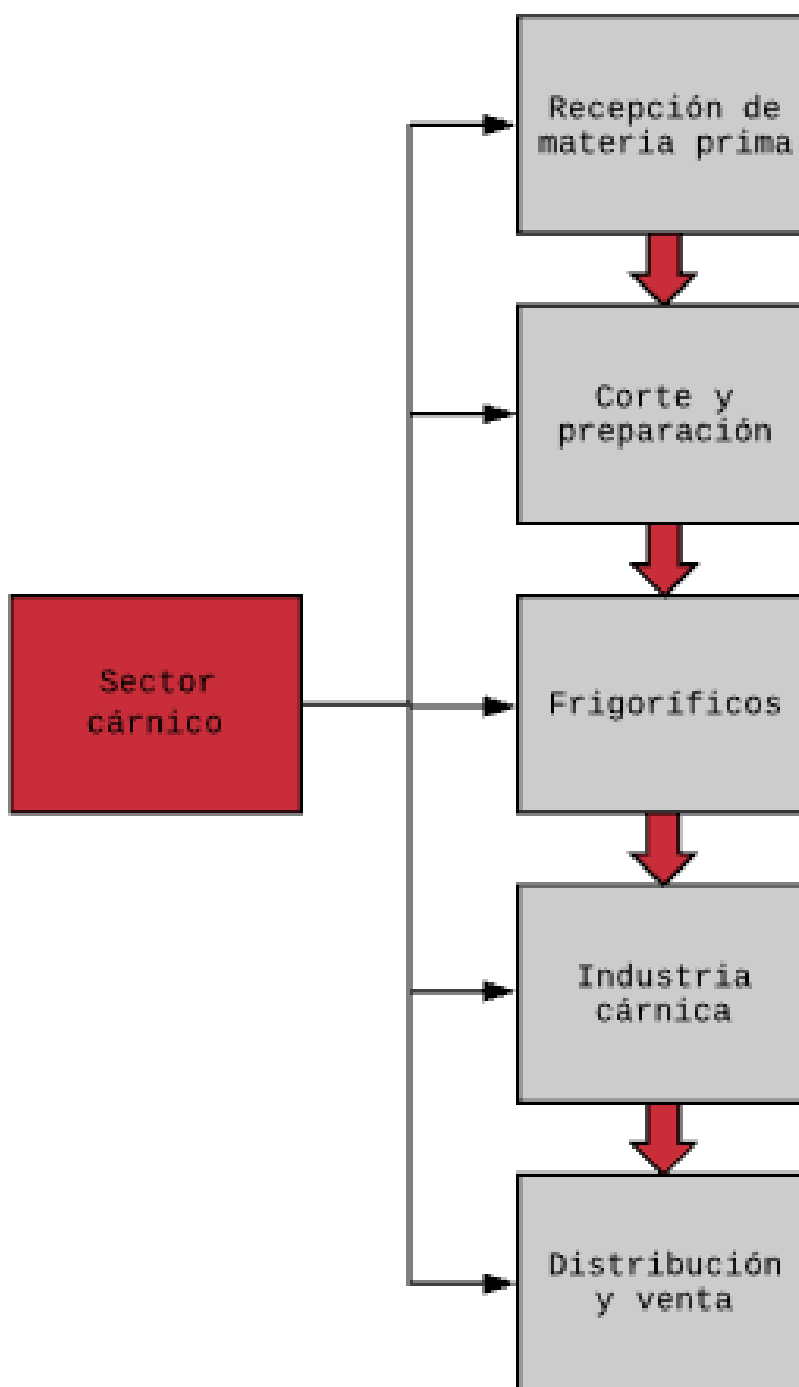 Recepción de
materia prima
Corte y
preparación
Sector
cárnico
Frigoríficos
Industria
cárnica
Distribución
y venta